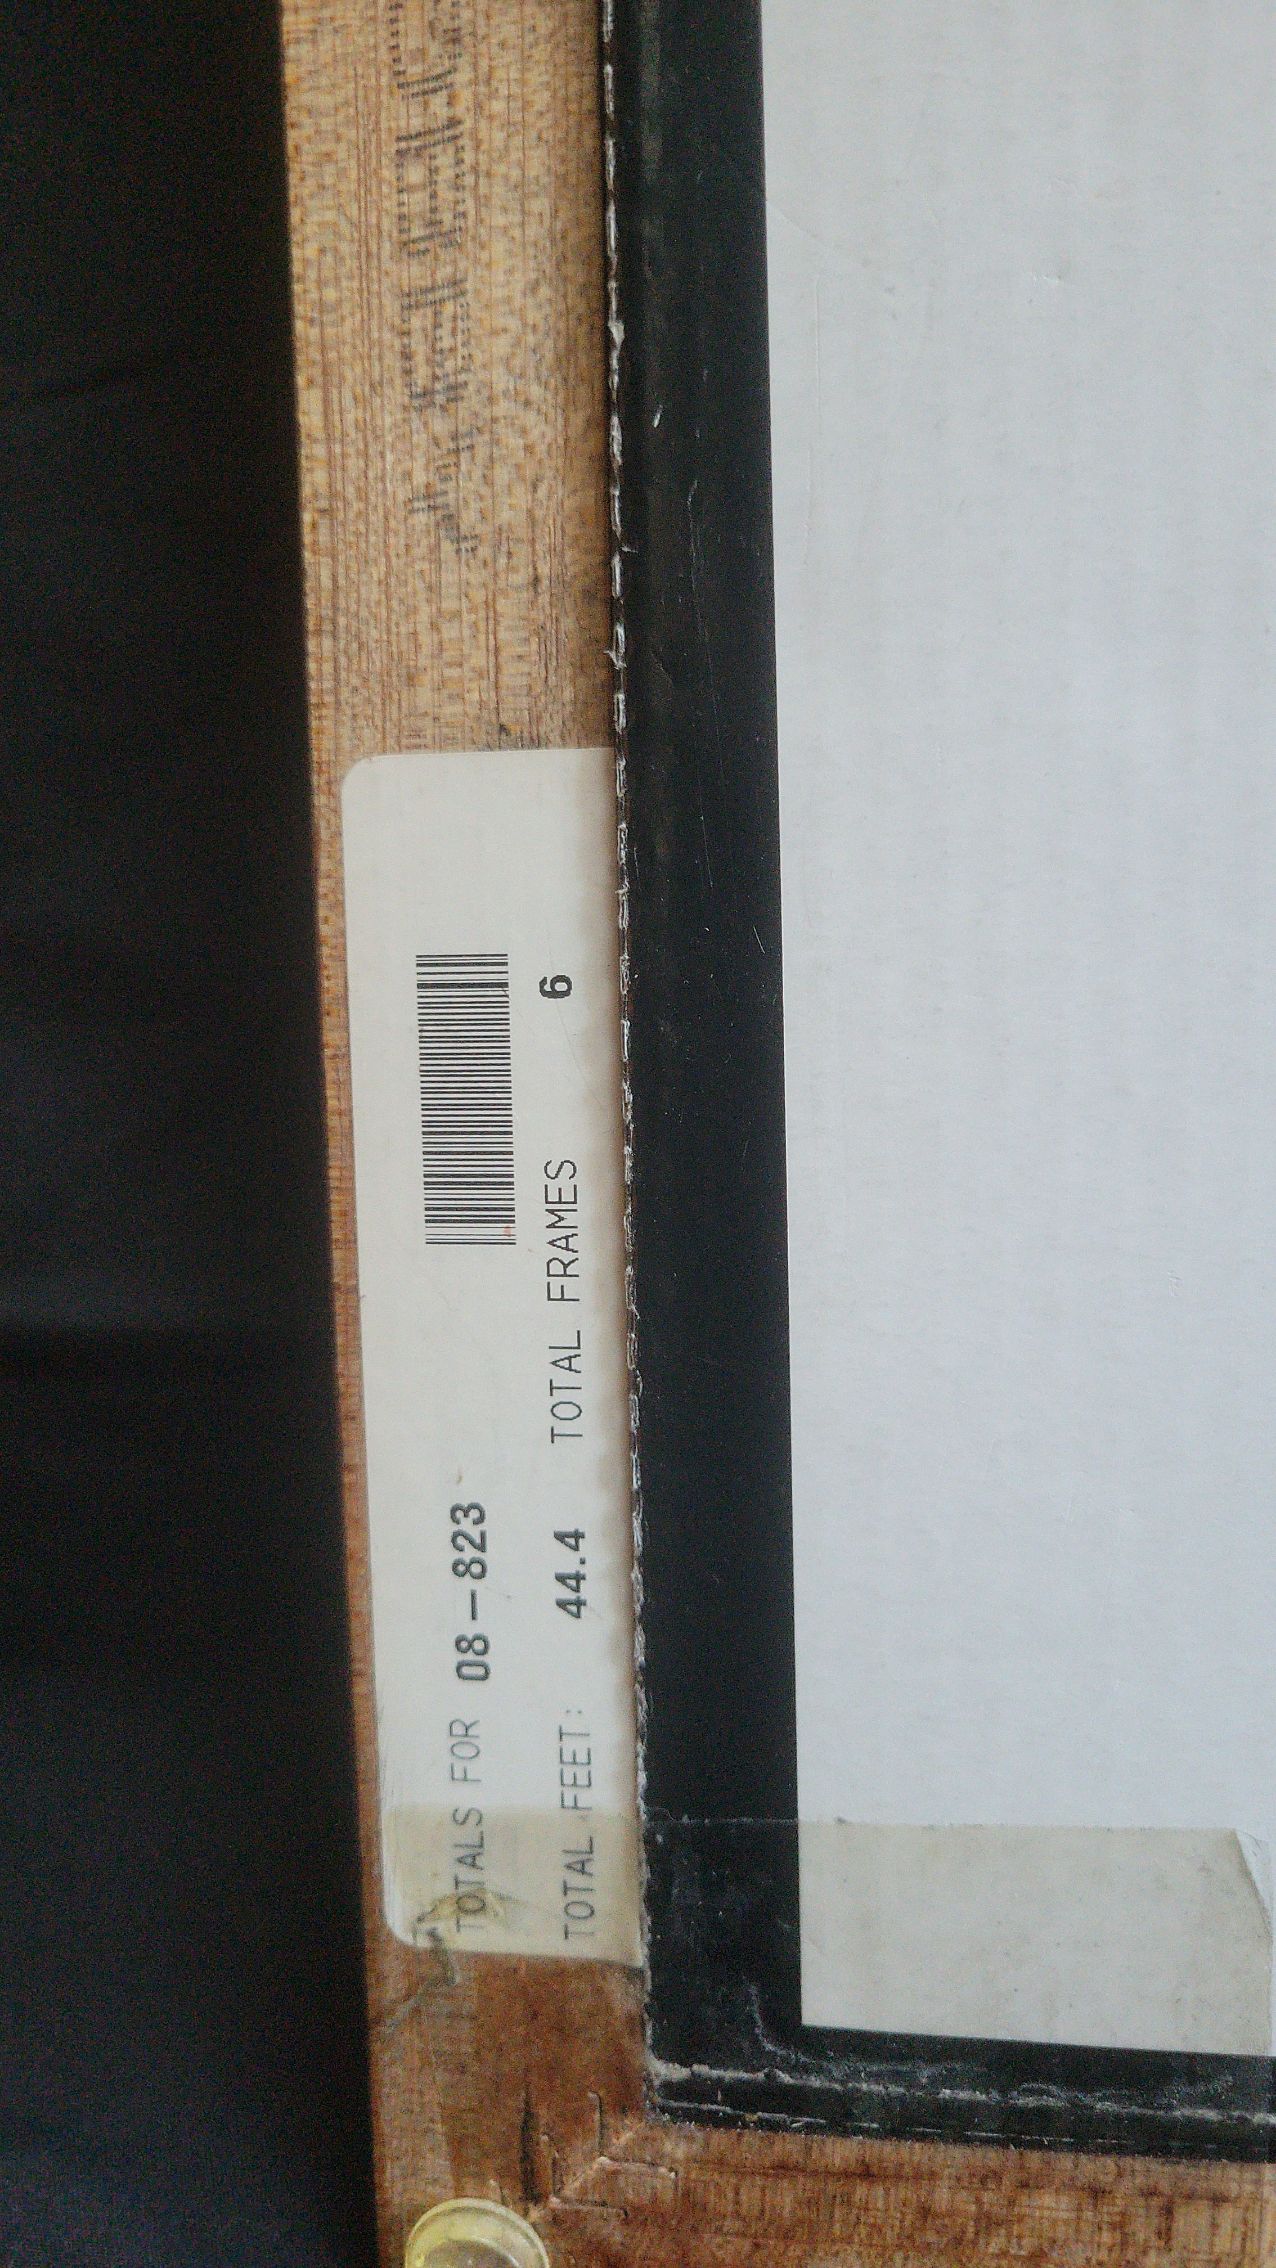 TOTALS FOR 08-823
TOTAL FEET: 44.4 TOTAL FRAMES 6